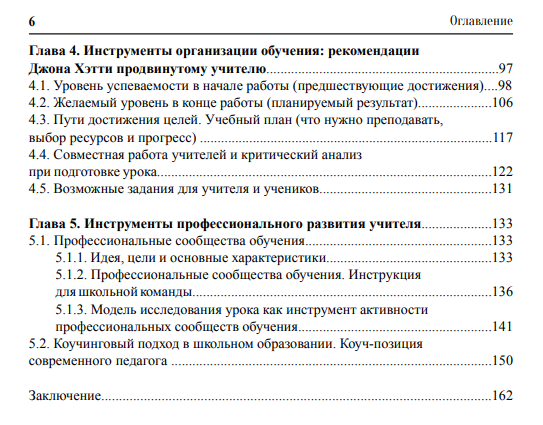 6 Оглавление
Глава 4. Инструменты организации обучения: рекомендации
Джона Хэтти продвинутому учителю........................................................97
4.1. Уровень успеваемости в начале работы (предшествующие достижения)....98
4.2. Желаемый уровень в конце работы (планируемый результат)..................106
4.3. Пути достижения целей. Учебный план (что нужно преподавать,
выбор ресурсов и прогресс) .......................................................................117
4.4. Совместная работа учителей и критический анализ
при подготовке урока................................................................................122
4.5. Возможные задания для учителя и учеников...........................................131
Глава 5. Инструменты профессионального развития учителя..................133
5.1. Профессиональные сообщества обучения..............................................133
5.1.1. Идея, цели и основные характеристики.........................................133
5.1.2. Профессиональные сообщества обучения. Инструкция
для школьной команды.........................................................................136
5.1.3. Модель исследования урока как инструмент активности
профессиональных сообществ обучения...............................................141
5.2. Коучинговый подход в школьном образовании. Коуч-позиция
современного педагога .............................................................................150
Заключение..............................................................................................162